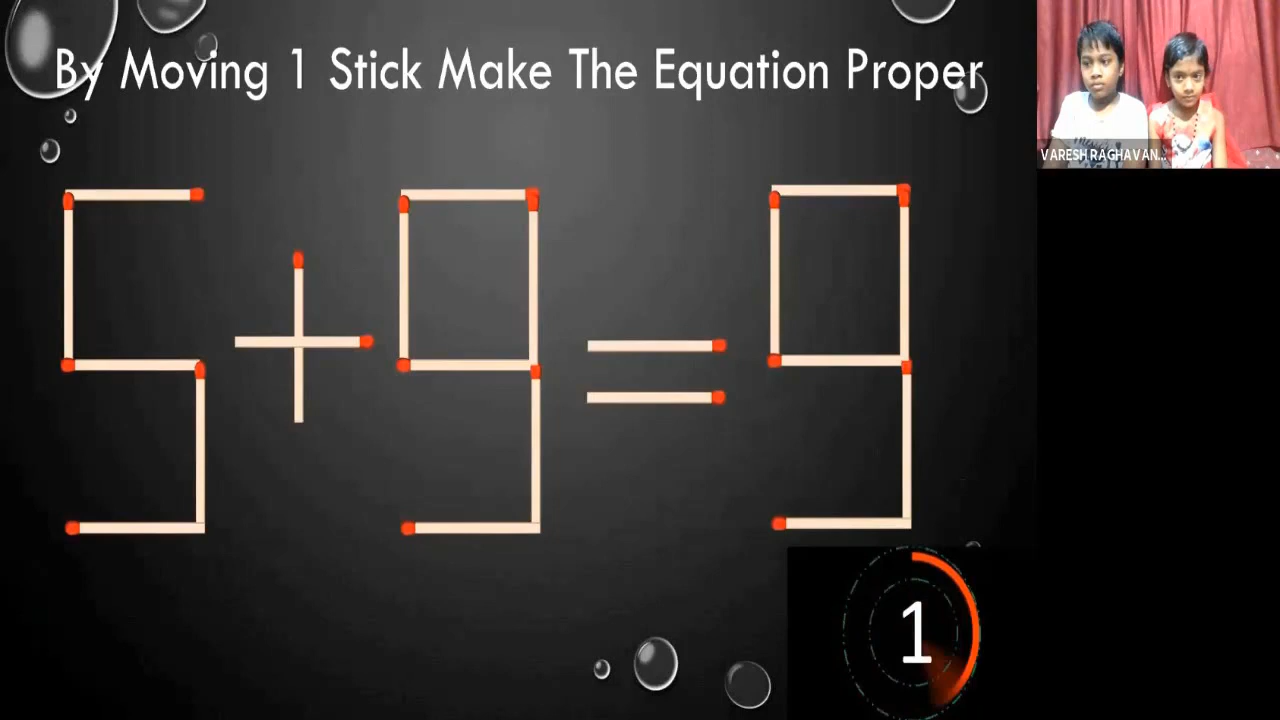 By Moving 1 Stick Make The Equation Proper
VARESH RAGHAVAN...
5 + 9 = 9
1